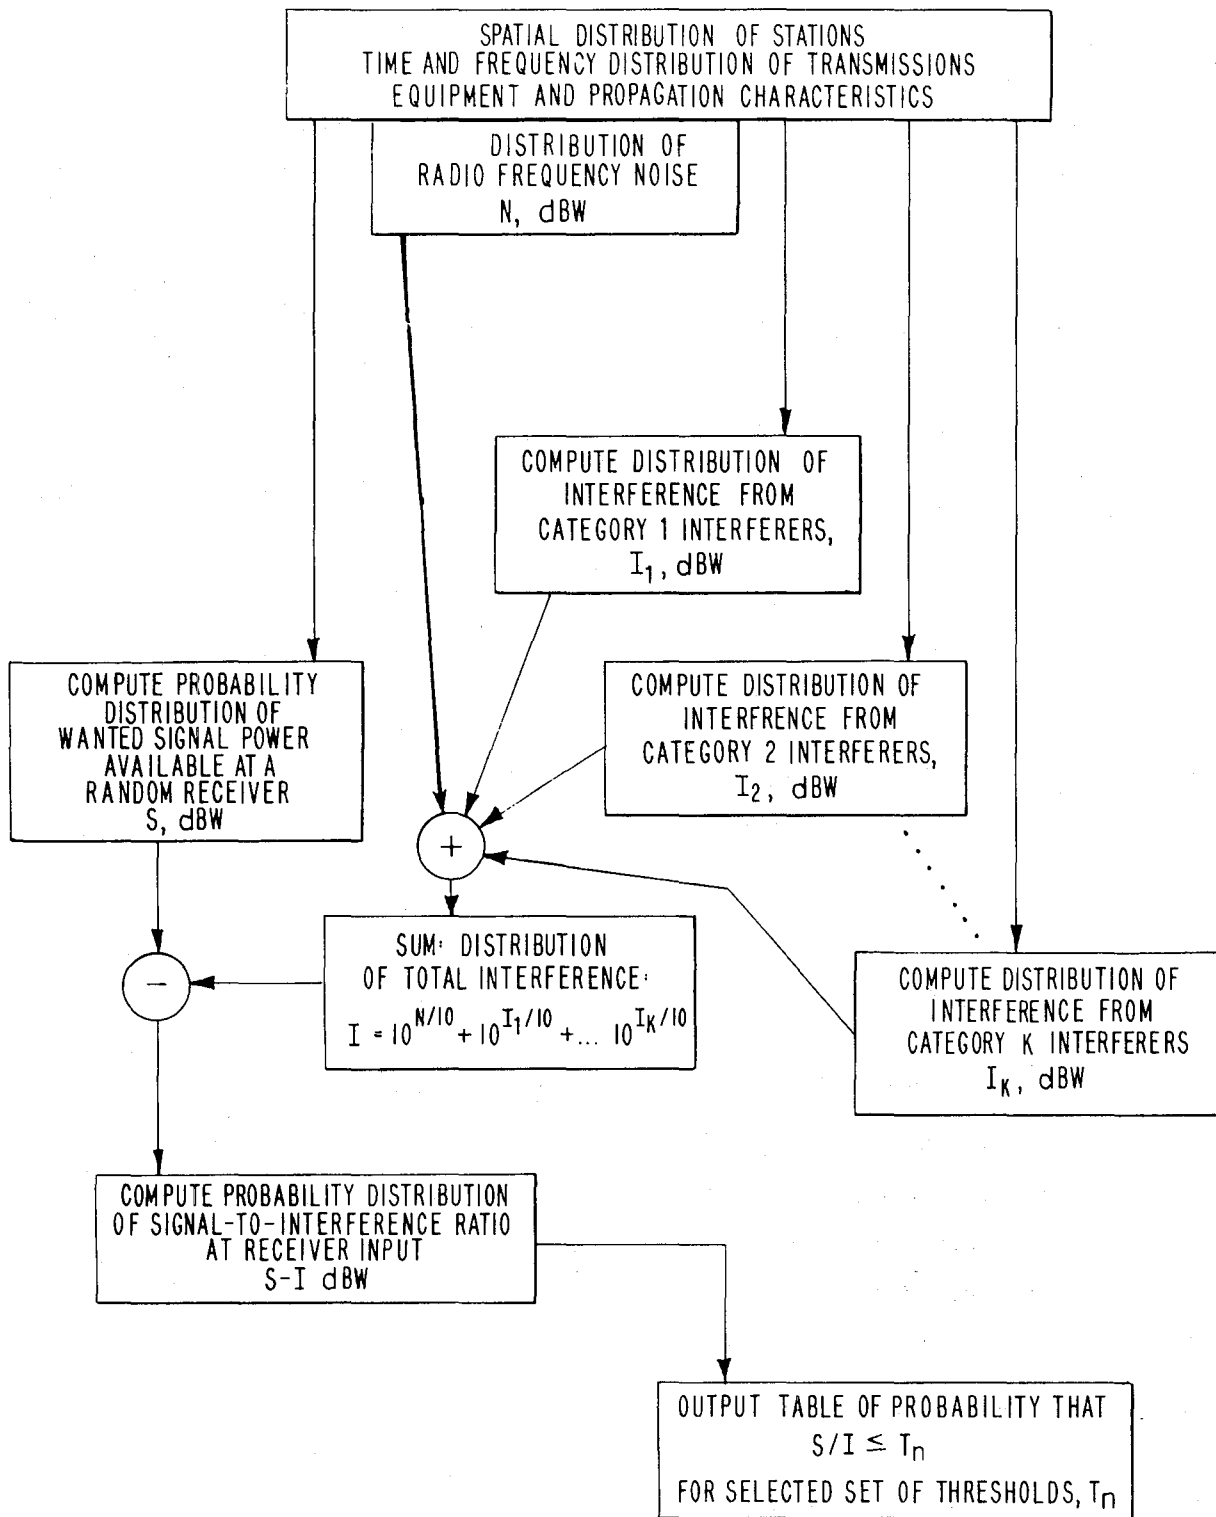 SPATIAL DISTRIBUTION OF STATIONS
TIME AND FREQUENCY DISTRIBUTION OF TRANSMISSIONS
EQUIPMENT AND PROPAGATION CHARACTERISTICS
DISTRIBUTION OF
RADIO FREQUENCY NOISE
N, dBW
COMPUTE DISTRIBUTION OF
INTERFERENCE FROM
CATEGORY 1 INTERFERERS,
I₁, dBW
COMPUTE PROBABILITY
DISTRIBUTION OF
WANTED SIGNAL POWER
AVAILABLE AT A
RANDOM RECEIVER
S, dBW
COMPUTE DISTRIBUTION OF
INTERFRENCE FROM
CATEGORY 2 INTERFERERS,
I₂, dBW
+
SUM: DISTRIBUTION
OF TOTAL INTERFERENCE:
I = 10^{N/10} + 10^{I₁/10} + ... 10^{I_K/10}
−
COMPUTE DISTRIBUTION OF
INTERFERENCE FROM
CATEGORY K INTERFERERS
I_K, dBW
COMPUTE PROBABILITY DISTRIBUTION
OF SIGNAL-TO-INTERFERENCE RATIO
AT RECEIVER INPUT
S-I dBW
OUTPUT TABLE OF PROBABILITY THAT
S/I ≤ Tₙ
FOR SELECTED SET OF THRESHOLDS, Tₙ